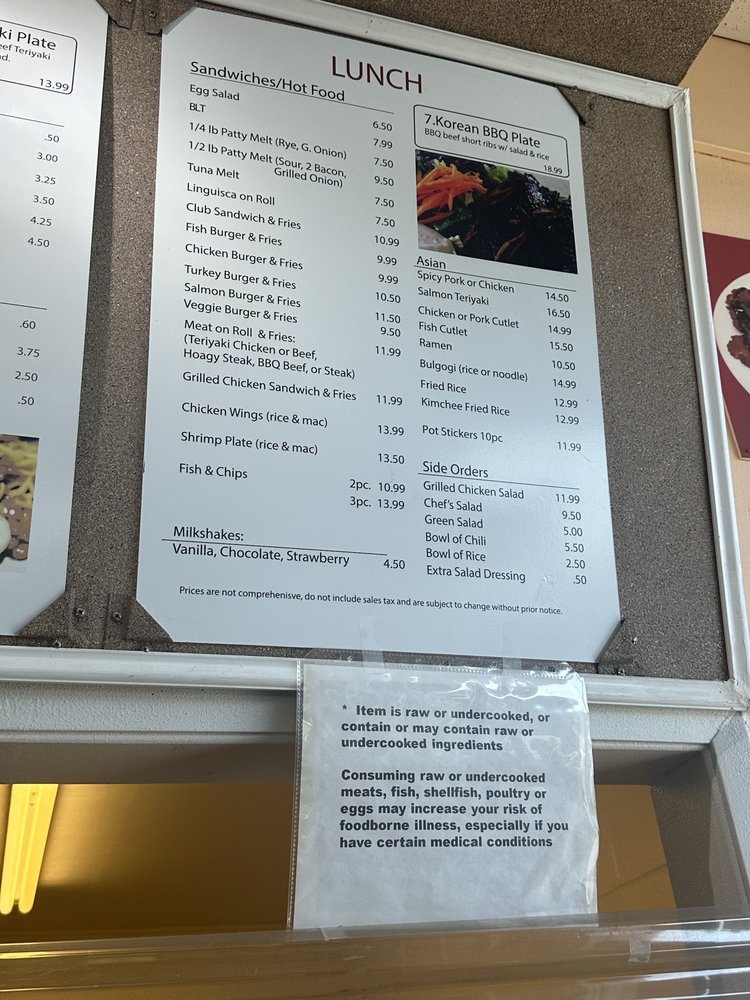 ki Plate
eef Teriyaki
d.
13.99
.50
3.00
3.25
3.50
4.25
4.50
.60
3.75
2.50
.50
LUNCH
Sandwiches/Hot Food
Egg Salad 6.50
BLT 7.99
1/4 lb Patty Melt (Rye, G. Onion) 7.50
1/2 lb Patty Melt (Sour, 2 Bacon, 9.50
Grilled Onion)
Tuna Melt 7.50
Linguisca on Roll 7.50
Club Sandwich & Fries 10.99
Fish Burger & Fries 9.99
Chicken Burger & Fries 9.99
Turkey Burger & Fries 10.50
Salmon Burger & Fries 11.50
Veggie Burger & Fries 9.50
Meat on Roll & Fries: 11.99
(Teriyaki Chicken or Beef,
Hoagy Steak, BBQ Beef, or Steak)
Grilled Chicken Sandwich & Fries 11.99
Chicken Wings (rice & mac) 13.99
Shrimp Plate (rice & mac) 13.50
Fish & Chips 2pc. 10.99
3pc. 13.99
Milkshakes:
Vanilla, Chocolate, Strawberry 4.50
7.Korean BBQ Plate
BBQ beef short ribs w/ salad & rice
18.99
Asian
Spicy Pork or Chicken 14.50
Salmon Teriyaki 16.50
Chicken or Pork Cutlet 14.99
Fish Cutlet 15.50
Ramen 10.50
Bulgogi (rice or noodle) 14.99
Fried Rice 12.99
Kimchee Fried Rice 12.99
Pot Stickers 10pc 11.99
Side Orders
Grilled Chicken Salad 11.99
Chef's Salad 9.50
Green Salad 5.00
Bowl of Chili 5.50
Bowl of Rice 2.50
Extra Salad Dressing .50
Prices are not comprehenisve, do not include sales tax and are subject to change without prior notice.
* Item is raw or undercooked, or
contain or may contain raw or
undercooked ingredients
Consuming raw or undercooked
meats, fish, shellfish, poultry or
eggs may increase your risk of
foodborne illness, especially if you
have certain medical conditions